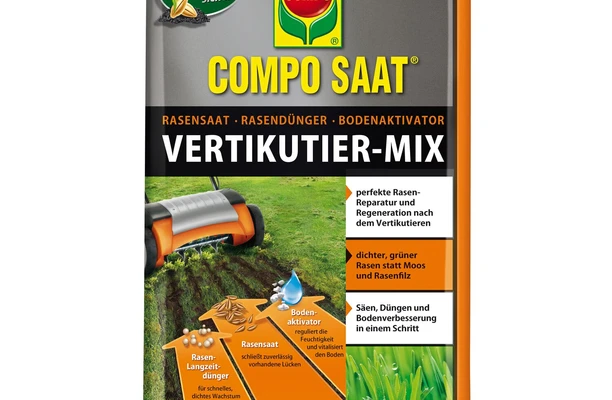 COMPO SAAT®
RASENSAAT · RASENDÜNGER · BODENAKTIVATOR
VERTIKUTIER-MIX
perfekte Rasen-
Reparatur und
Regeneration nach
dem Vertikutieren
dichter, grüner
Rasen statt Moos
und Rasenfilz
Säen, Düngen und
Bodenverbesserung
in einem Schritt
Boden-
aktivator
reguliert die
Feuchtigkeit
und vitalisiert
den Boden
Rasensaat
schließt zuverlässig
vorhandene Lücken
Rasen-
Langzeit-
dünger
für schnelles,
dichtes Wachstum